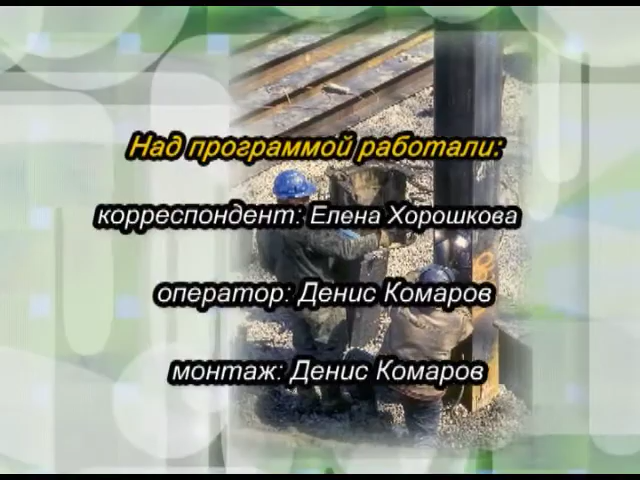 Над программой работали:
корреспондент: Елена Хорошкова
оператор: Денис Комаров
монтаж: Денис Комаров